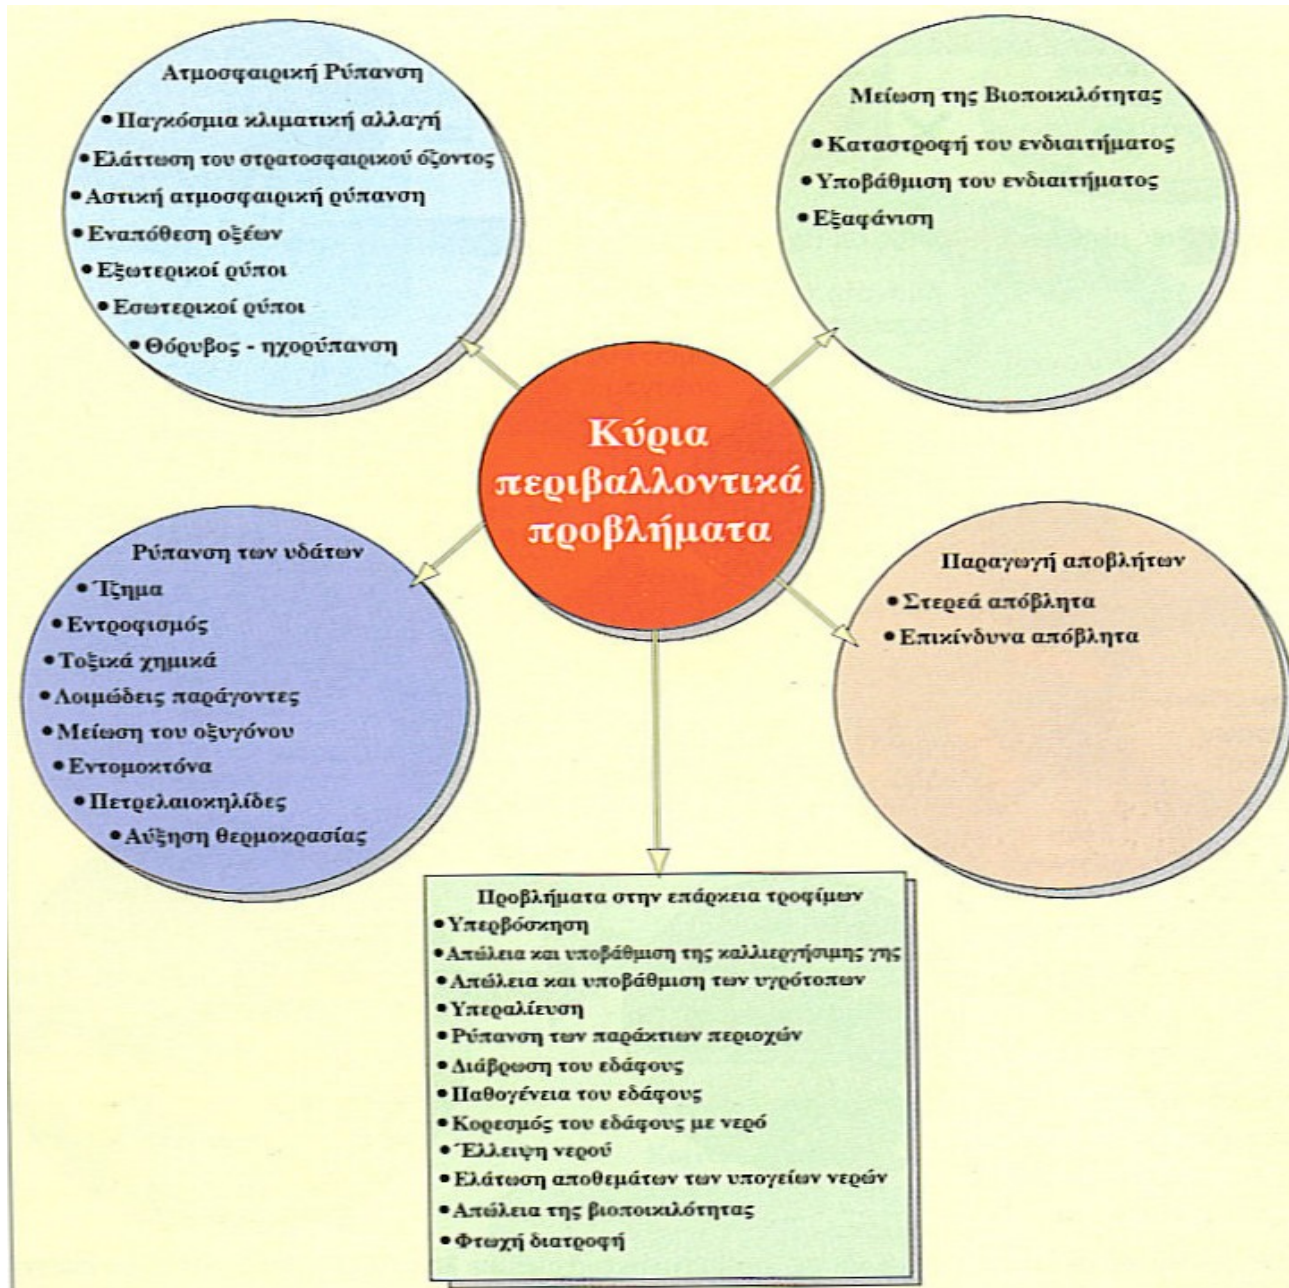 Ατμοσφαιρική Ρύπανση
• Παγκόσμια κλιματική αλλαγή
• Ελάττωση του στρατοσφαιρικού όζοντος
• Αστική ατμοσφαιρική ρύπανση
• Εναπόθεση οξέων
• Εξωτερικοί ρύποι
• Εσωτερικοί ρύποι
• Θόρυβος - ηχορύπανση
Μείωση της Βιοποικιλότητας
• Καταστροφή του ενδιαιτήματος
• Υποβάθμιση του ενδιαιτήματος
• Εξαφάνιση
Κύρια
περιβαλλοντικά
προβλήματα
Ρύπανση των υδάτων
• Ίζημα
• Εντροφισμός
• Τοξικά χημικά
• Λοιμώδεις παράγοντες
• Μείωση του οξυγόνου
• Εντομοκτόνα
• Πετρελαιοκηλίδες
• Αύξηση θερμοκρασίας
Παραγωγή αποβλήτων
• Στερεά απόβλητα
• Επικίνδυνα απόβλητα
Προβλήματα στην επάρκεια τροφίμων
• Υπερβόσκηση
• Απώλεια και υποβάθμιση της καλλιεργήσιμης γης
• Απώλεια και υποβάθμιση των υγρότοπων
• Υπεραλίευση
• Ρύπανση των παράκτιων περιοχών
• Διάβρωση του εδάφους
• Παθογένεια του εδάφους
• Κορεσμός του εδάφους με νερό
• Έλλειψη νερού
• Ελάτωση αποθεμάτων των υπογείων νερών
• Απώλεια της βιοποικιλότητας
• Φτωχή διατροφή